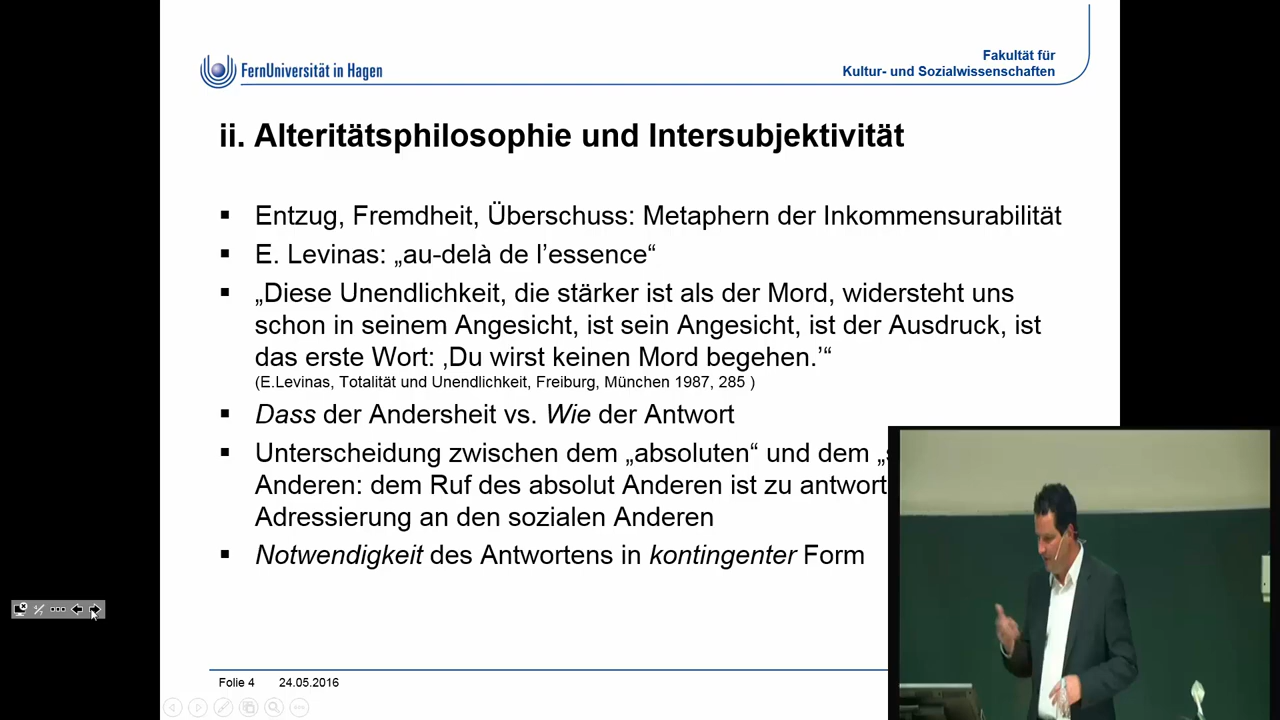 FernUniversität in Hagen
Fakultät für
Kultur- und Sozialwissenschaften
ii. Alteritätsphilosophie und Intersubjektivität
▪ Entzug, Fremdheit, Überschuss: Metaphern der Inkommensurabilität
▪ E. Levinas: „au-delà de l’essence“
▪ „Diese Unendlichkeit, die stärker ist als der Mord, widersteht uns
schon in seinem Angesicht, ist sein Angesicht, ist der Ausdruck, ist
das erste Wort: ‚Du wirst keinen Mord begehen.’“
(E.Levinas, Totalität und Unendlichkeit, Freiburg, München 1987, 285 )
▪ Dass der Andersheit vs. Wie der Antwort
▪ Unterscheidung zwischen dem „absoluten“ und dem
Anderen: dem Ruf des absolut Anderen ist zu antwort
Adressierung an den sozialen Anderen
▪ Notwendigkeit des Antwortens in kontingenter Form
Folie 4 24.05.2016